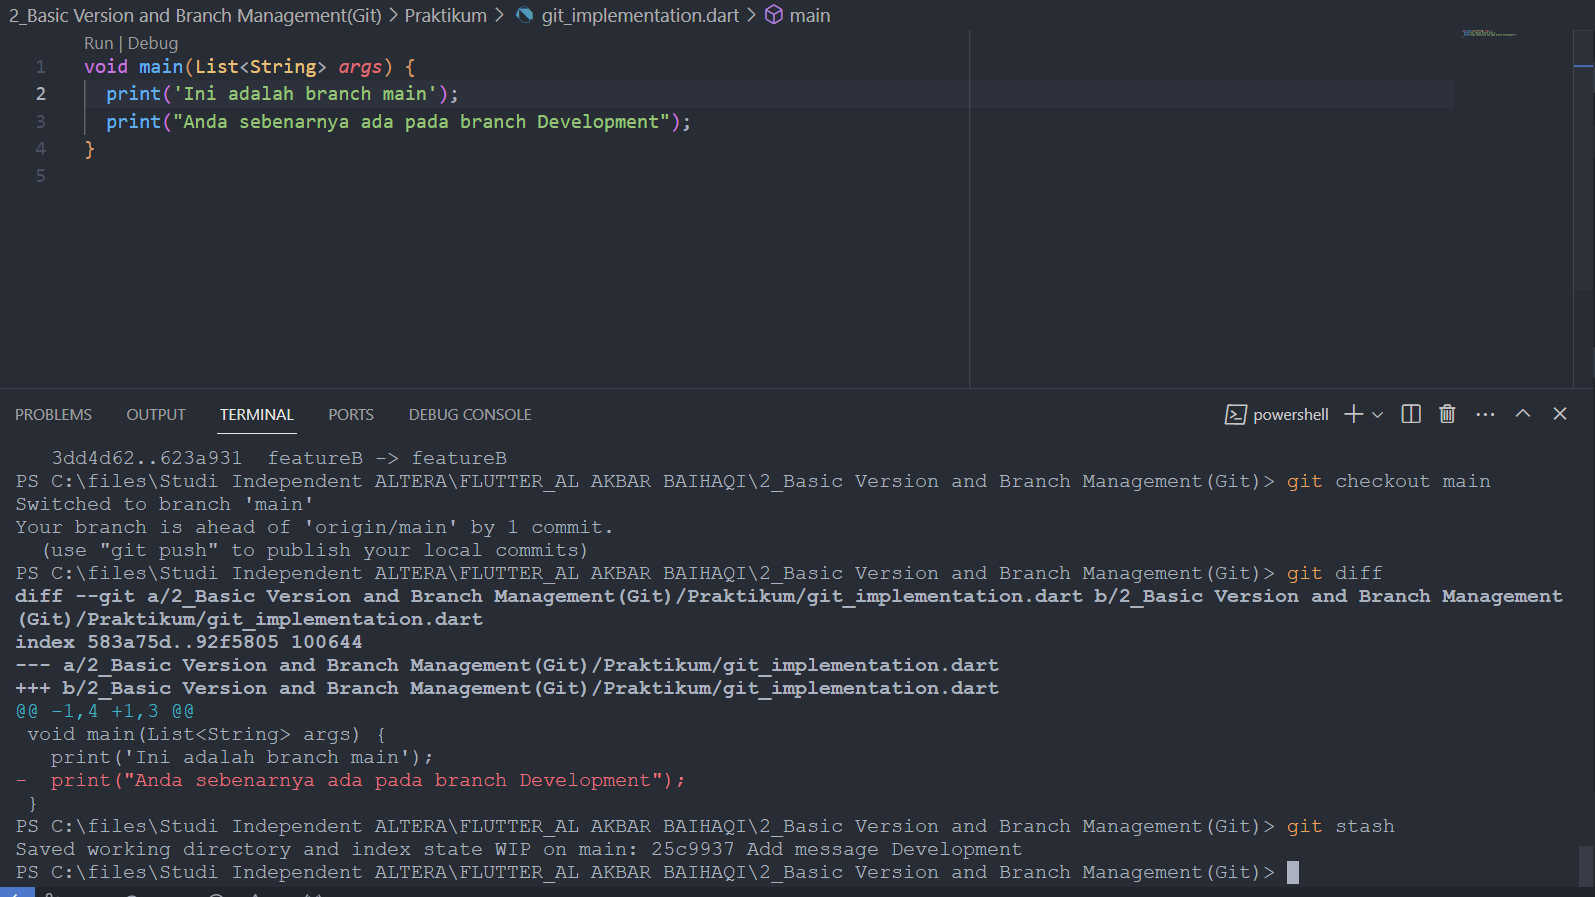 2_Basic Version and Branch Management(Git) > Praktikum > git_implementation.dart > main
Run | Debug
1 void main(List<String> args) {
2 print('Ini adalah branch main');
3 print("Anda sebenarnya ada pada branch Development");
4 }
5
PROBLEMS OUTPUT TERMINAL PORTS DEBUG CONSOLE powershell
3dd4d62..623a931 featureB -> featureB
PS C:\files\Studi Independent ALTERA\FLUTTER_AL AKBAR BAIHAQI\2_Basic Version and Branch Management(Git)> git checkout main
Switched to branch 'main'
Your branch is ahead of 'origin/main' by 1 commit.
(use "git push" to publish your local commits)
PS C:\files\Studi Independent ALTERA\FLUTTER_AL AKBAR BAIHAQI\2_Basic Version and Branch Management(Git)> git diff
diff --git a/2_Basic Version and Branch Management(Git)/Praktikum/git_implementation.dart b/2_Basic Version and Branch Management
(Git)/Praktikum/git_implementation.dart
index 583a75d..92f5805 100644
--- a/2_Basic Version and Branch Management(Git)/Praktikum/git_implementation.dart
+++ b/2_Basic Version and Branch Management(Git)/Praktikum/git_implementation.dart
@@ -1,4 +1,3 @@
void main(List<String> args) {
print('Ini adalah branch main');
- print("Anda sebenarnya ada pada branch Development");
}
PS C:\files\Studi Independent ALTERA\FLUTTER_AL AKBAR BAIHAQI\2_Basic Version and Branch Management(Git)> git stash
Saved working directory and index state WIP on main: 25c9937 Add message Development
PS C:\files\Studi Independent ALTERA\FLUTTER_AL AKBAR BAIHAQI\2_Basic Version and Branch Management(Git)>